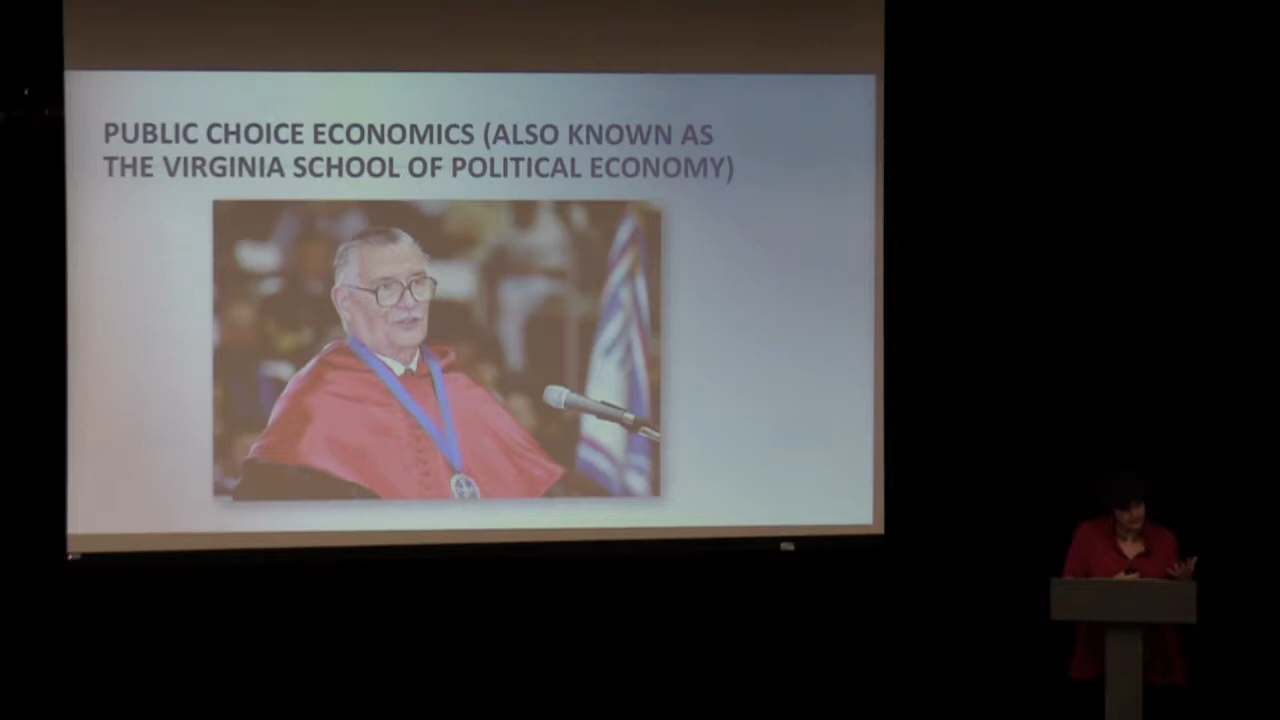 PUBLIC CHOICE ECONOMICS (ALSO KNOWN AS
THE VIRGINIA SCHOOL OF POLITICAL ECONOMY)